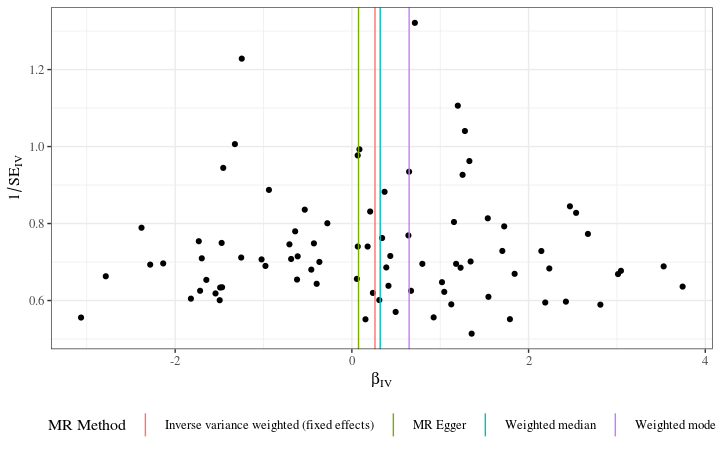 1/SE_IV
1.2
1.0
0.8
0.6
-2
0
2
4
β_IV
MR Method
Inverse variance weighted (fixed effects)
MR Egger
Weighted median
Weighted mode